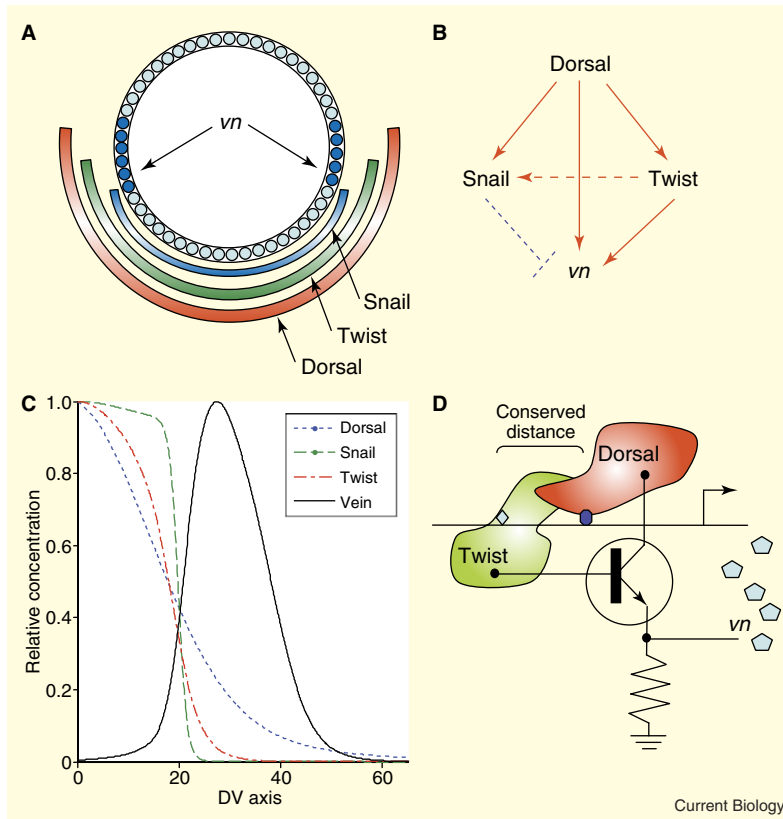 A
vn
Snail
Twist
Dorsal
B
Dorsal
Snail
Twist
vn
C
1.0
0.8
0.6
0.4
0.2
0
0
20
40
60
Relative concentration
DV axis
Dorsal
Snail
Twist
Vein
D
Conserved
distance
Dorsal
Twist
vn
Current Biology